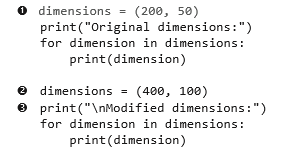 ❶ dimensions = (200, 50)
print("Original dimensions:")
for dimension in dimensions:
    print(dimension)
❷ dimensions = (400, 100)
❸ print("\nModified dimensions:")
for dimension in dimensions:
    print(dimension)